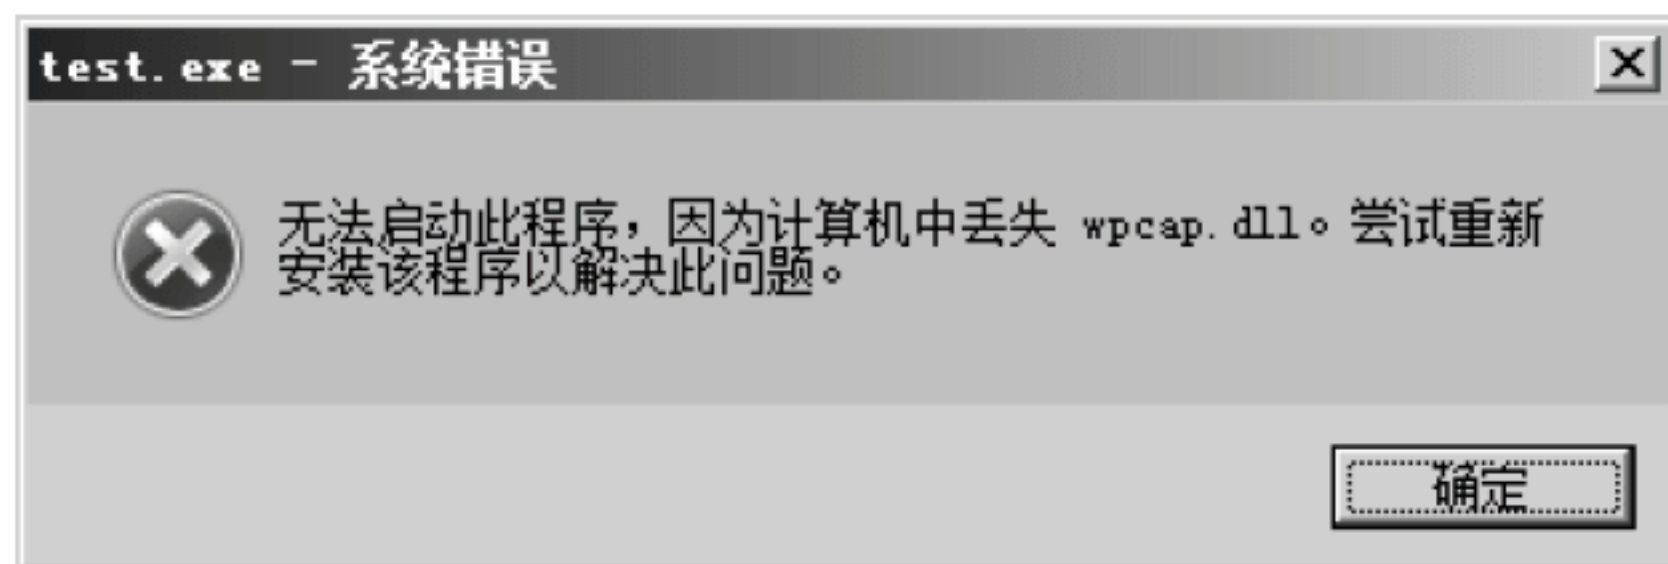 test.exe - 系统错误
无法启动此程序，因为计算机中丢失 wpcap.dll。尝试重新
安装该程序以解决此问题。
确定